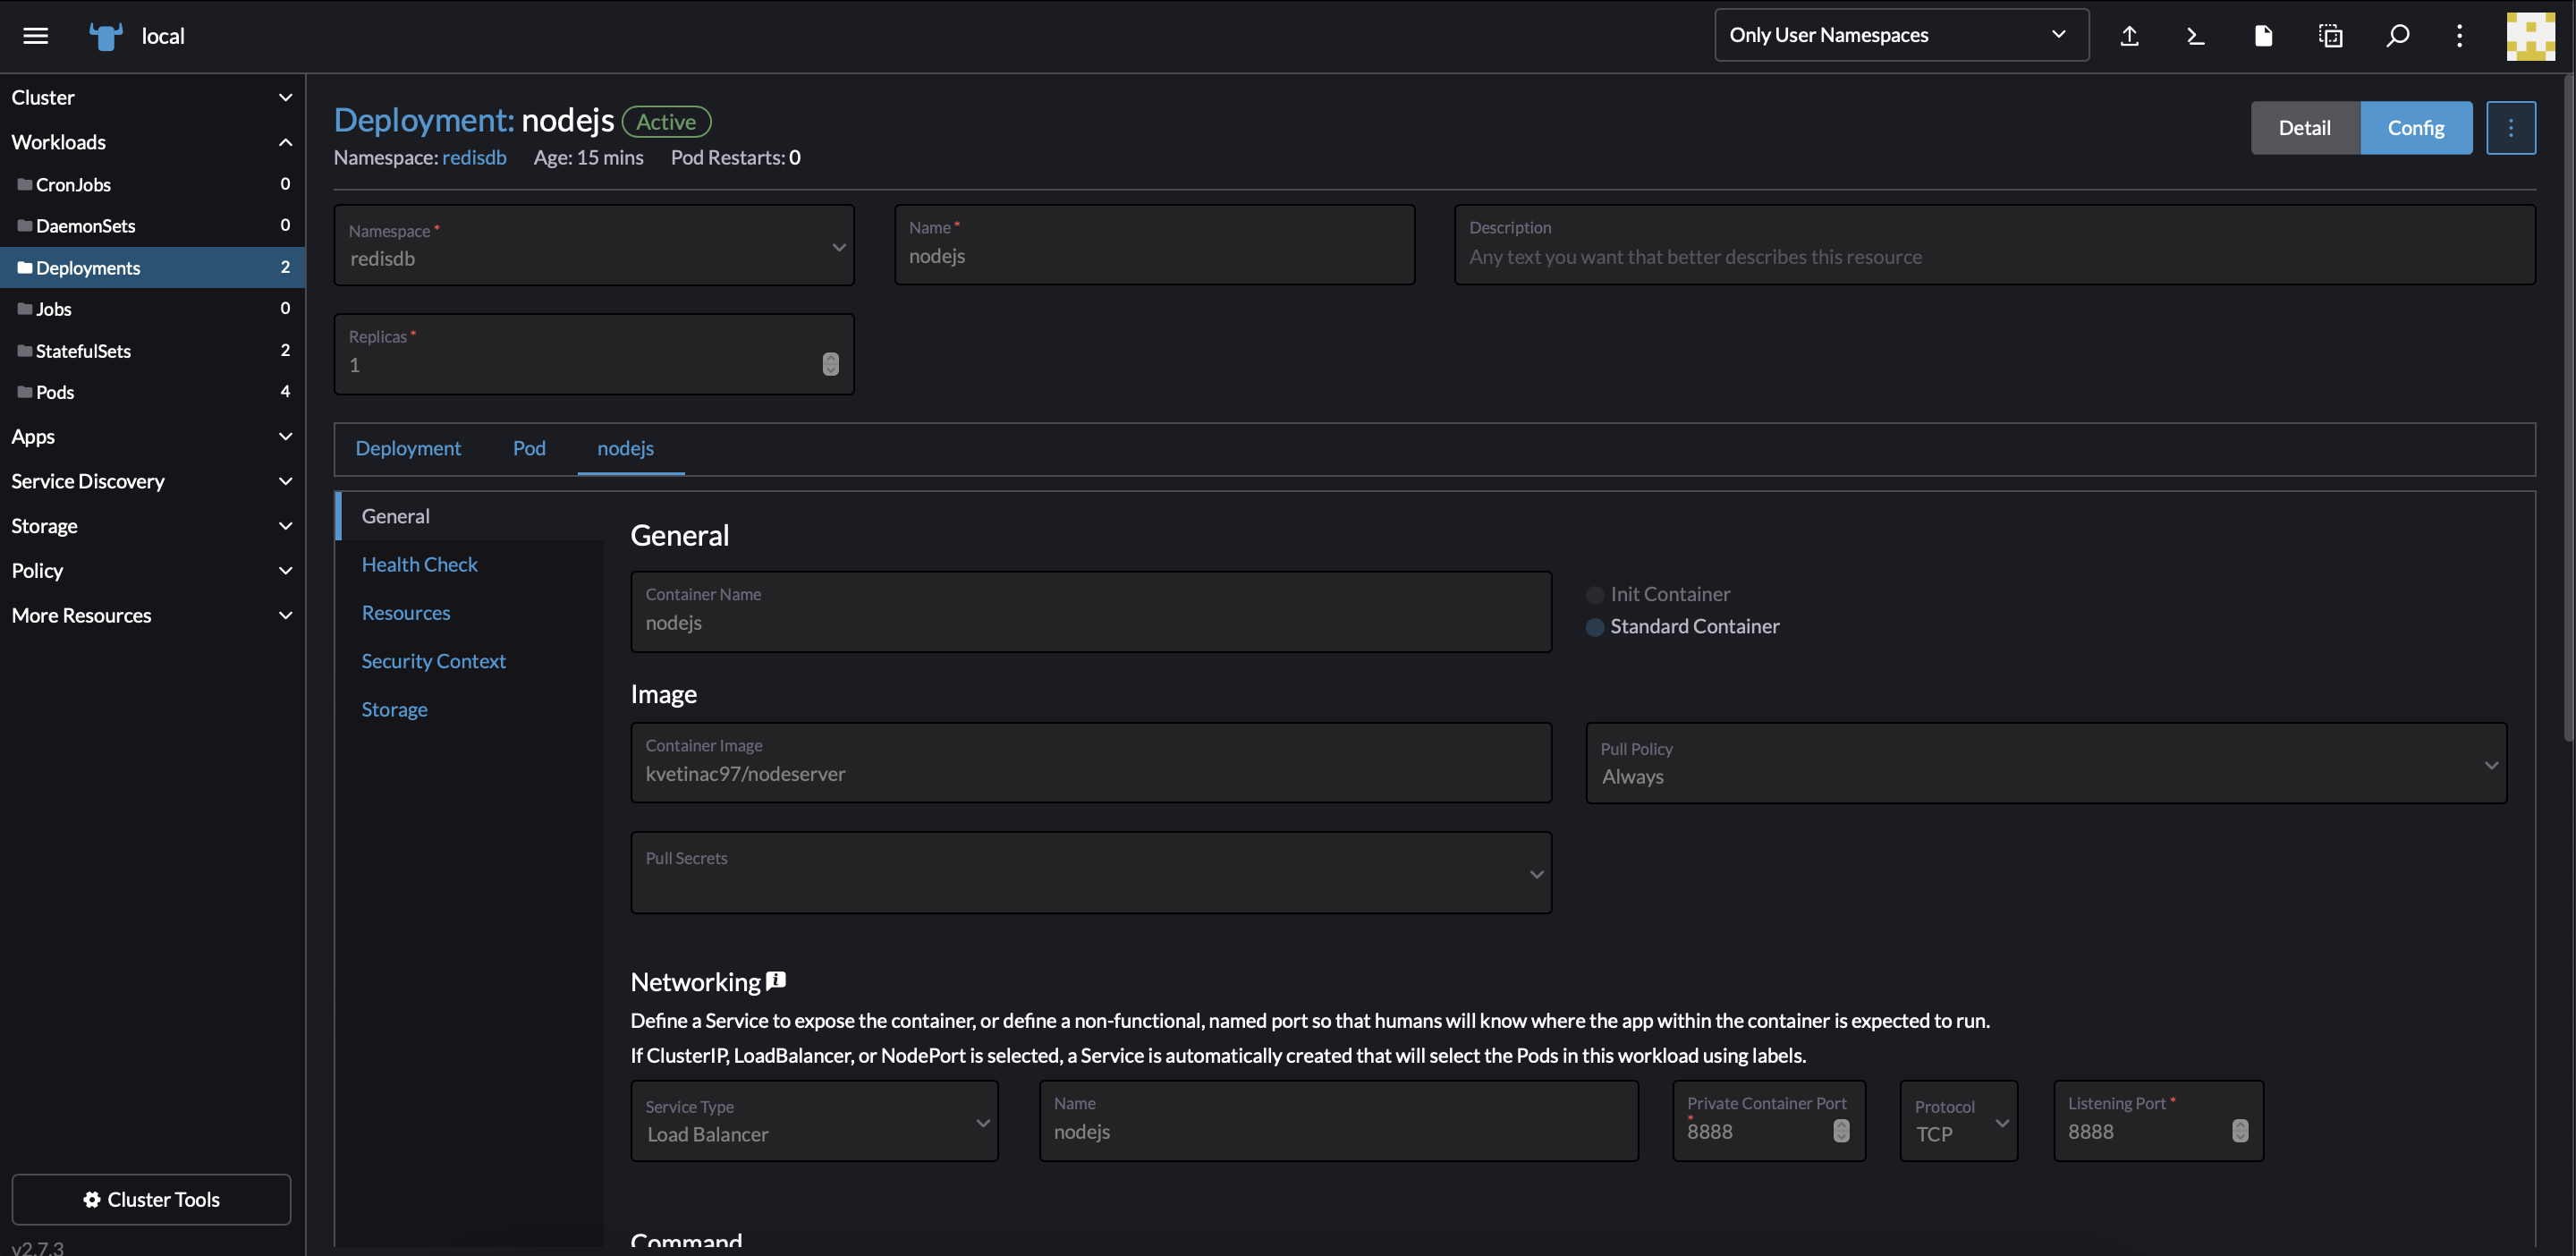 local
Only User Namespaces
Cluster
Workloads
CronJobs 0
DaemonSets 0
Deployments 2
Jobs 0
StatefulSets 2
Pods 4
Apps
Service Discovery
Storage
Policy
More Resources
Cluster Tools
v2.7.3
Deployment: nodejs Active
Namespace: redisdb Age: 15 mins Pod Restarts: 0
Detail Config
Namespace *
redisdb
Name *
nodejs
Description
Any text you want that better describes this resource
Replicas *
1
Deployment Pod nodejs
General
Health Check
Resources
Security Context
Storage
General
Container Name
nodejs
Init Container
Standard Container
Image
Container Image
kvetinac97/nodeserver
Pull Policy
Always
Pull Secrets
Networking
Define a Service to expose the container, or define a non-functional, named port so that humans will know where the app within the container is expected to run.
If ClusterIP, LoadBalancer, or NodePort is selected, a Service is automatically created that will select the Pods in this workload using labels.
Service Type
Load Balancer
Name
nodejs
Private Container Port *
8888
Protocol
TCP
Listening Port *
8888
Command